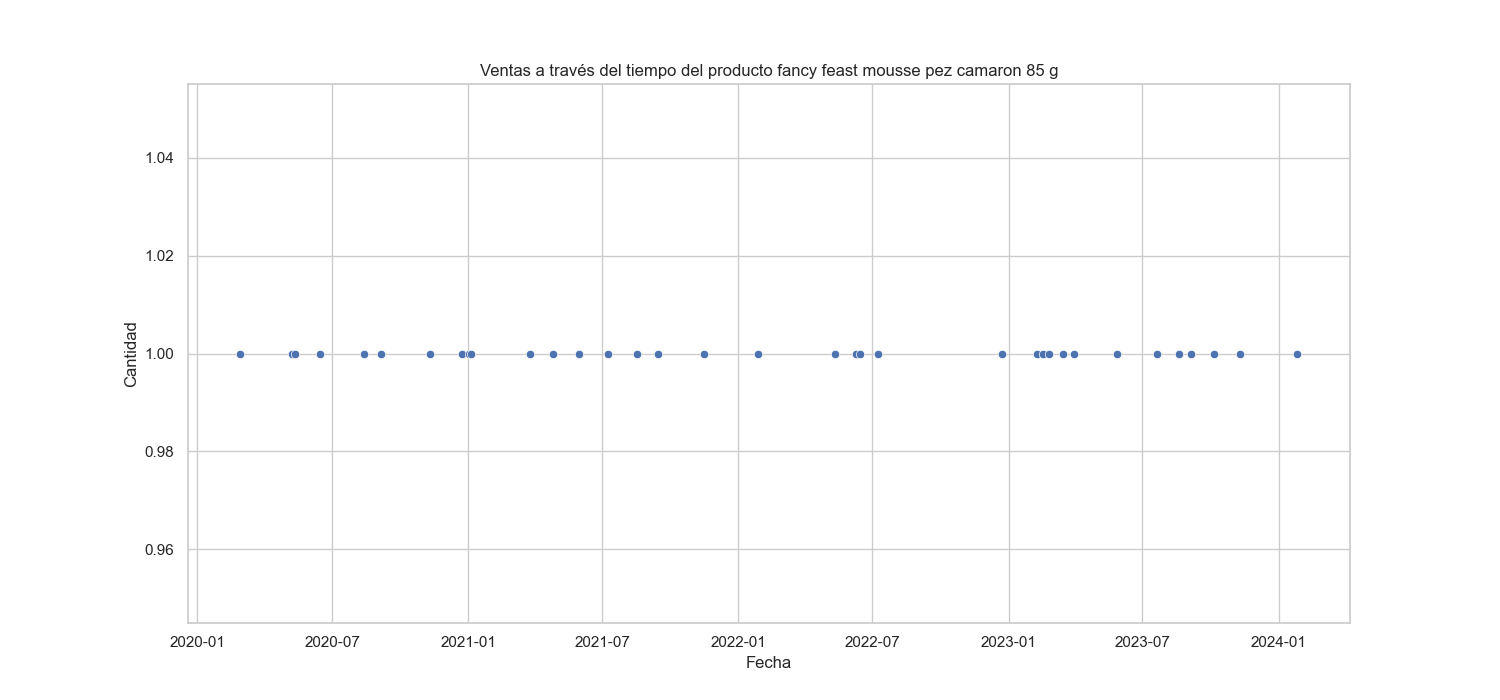 Ventas a través del tiempo del producto fancy feast mousse pez camaron 85 g
1.04
1.02
1.00
0.98
0.96
Cantidad
2020-01 2020-07 2021-01 2021-07 2022-01 2022-07 2023-01 2023-07 2024-01
Fecha